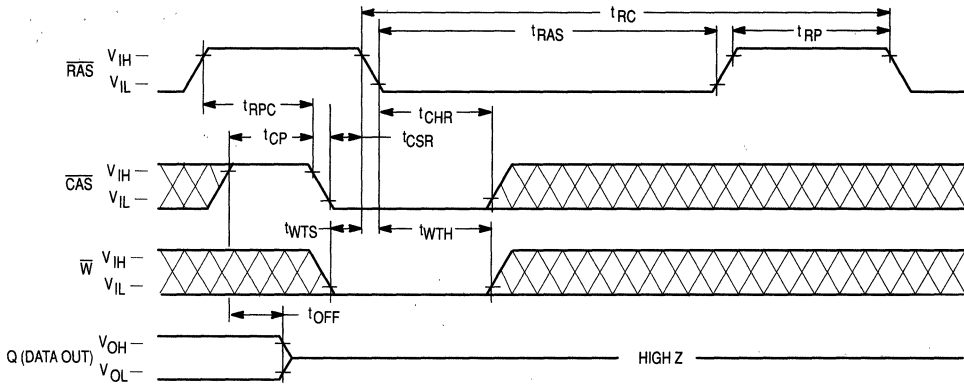 tRC
tRAS
tRP
RAS
VIH
VIL
tRPC
tCHR
tCP
tCSR
CAS
VIH
VIL
tWTS
tWTH
W
VIH
VIL
tOFF
Q (DATA OUT)
VOH
VOL
HIGH Z